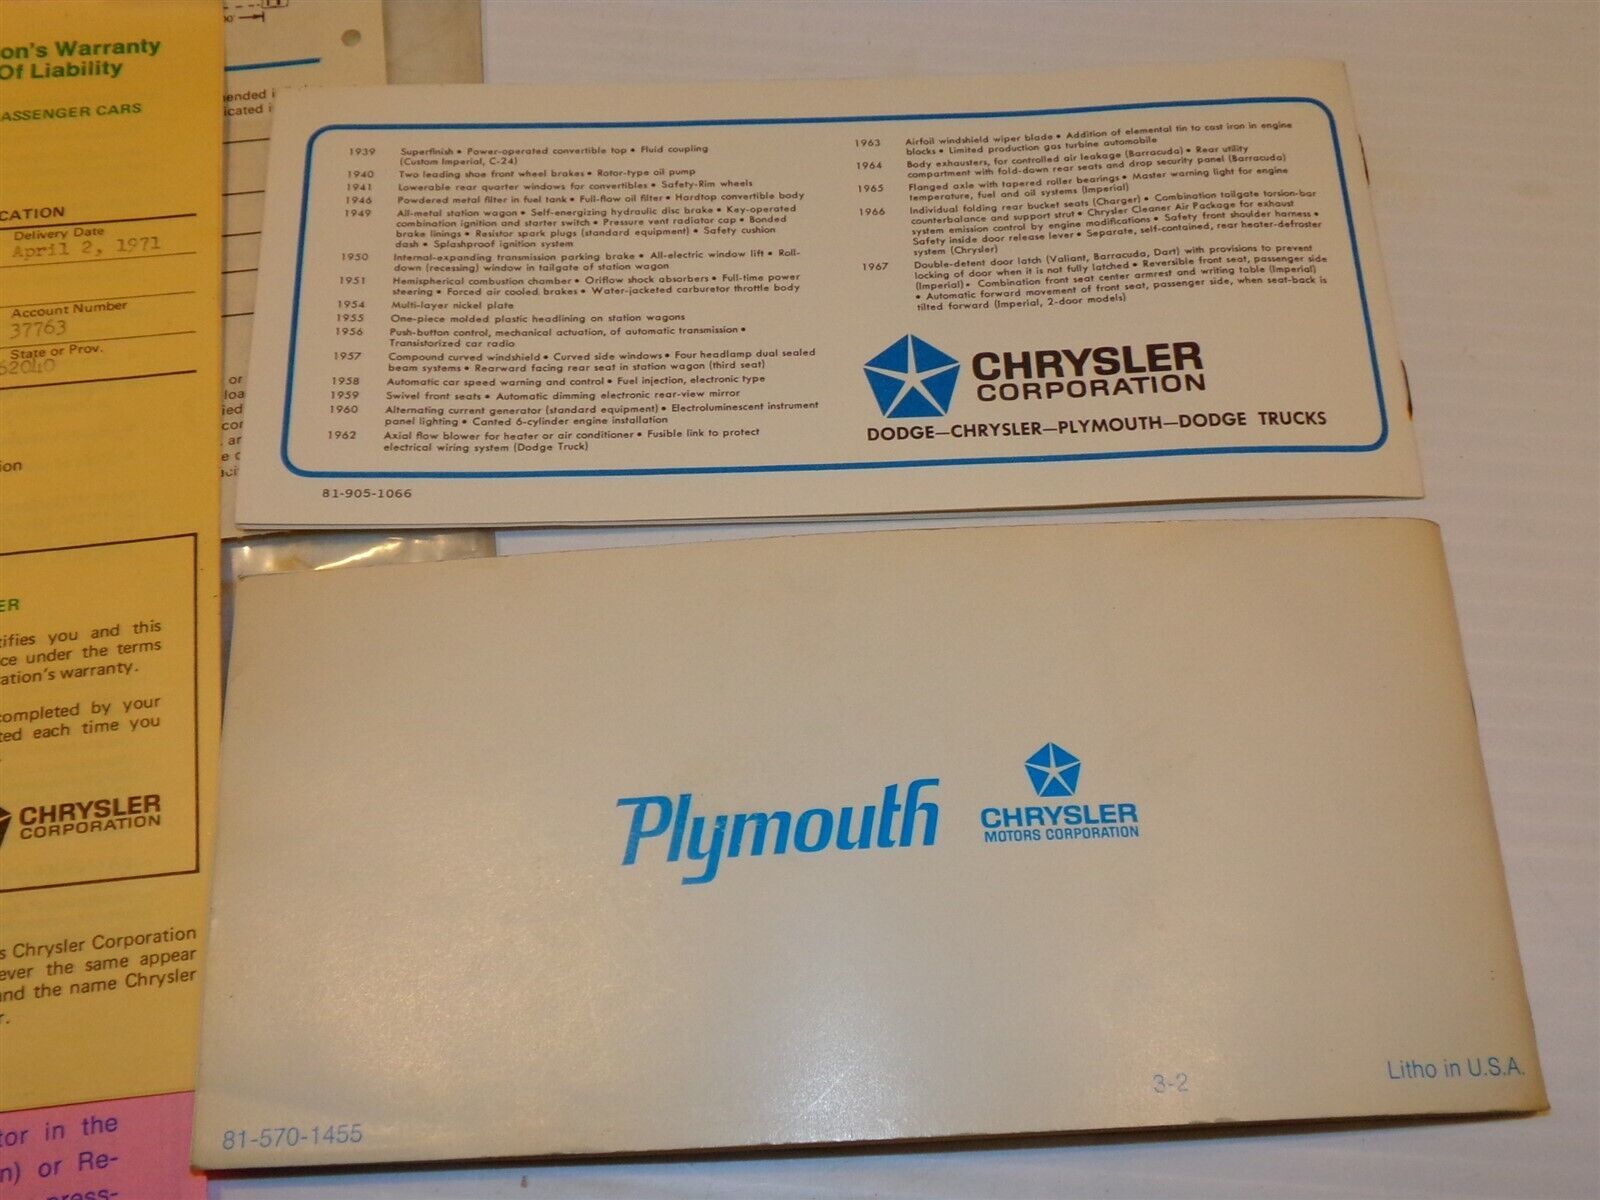 on's Warranty
Of Liability
ASSENGER CARS
CATION
Delivery Date
April 2, 1971
Account Number
37763
State or Prov.
62040
ion
ER
tifies you and this
ce under the terms
ation's warranty.
completed by your
ted each time you
CHRYSLER
CORPORATION
s Chrysler Corporation
ever the same appear
and the name Chrysler
r.
tor in the
n) or Re-
press-
ended i
icated i
or
loa
ied
cor
ar
e c
aci
1939 Superfinish • Power-operated convertible top • Fluid coupling
(Custom Imperial, C-24)
1940 Two leading shoe front wheel brakes • Rotor-type oil pump
1941 Lowerable rear quarter windows for convertibles • Safety-Rim wheels
1946 Powdered metal filter in fuel tank • Full-flow oil filter • Hardtop convertible body
1949 All-metal station wagon • Self-energizing hydraulic disc brake • Key-operated
combination ignition and starter switch • Pressure vent radiator cap • Bonded
brake linings • Resistor spark plugs (standard equipment) • Safety cushion
dash • Splashproof ignition system
1950 Internal-expanding transmission parking brake • All-electric window lift • Roll-
down (recessing) window in tailgate of station wagon
1951 Hemispherical combustion chamber • Oriflow shock absorbers • Full-time power
steering • Forced air cooled brakes • Water-jacketed carburetor throttle body
1954 Multi-layer nickel plate
1955 One-piece molded plastic headlining on station wagons
1956 Push-button control, mechanical actuation, of automatic transmission •
Transistorized car radio
1957 Compound curved windshield • Curved side windows • Four headlamp dual sealed
beam systems • Rearward facing rear seat in station wagon (third seat)
1958 Automatic car speed warning and control • Fuel injection, electronic type
1959 Swivel front seats • Automatic dimming electronic rear-view mirror
1960 Alternating current generator (standard equipment) • Electroluminescent instrument
panel lighting • Canted 6-cylinder engine installation
1962 Axial flow blower for heater or air conditioner • Fusible link to protect
electrical wiring system (Dodge Truck)
1963 Airfoil windshield wiper blade • Addition of elemental tin to cast iron in engine
blocks • Limited production gas turbine automobile
1964 Body exhausters, for controlled air leakage (Barracuda) • Rear utility
compartment with fold-down rear seats and drop security panel (Barracuda)
1965 Flanged axle with tapered roller bearings • Master warning light for engine
temperature, fuel and oil systems (Imperial)
1966 Individual folding rear bucket seats (Charger) • Combination tailgate torsion-bar
counterbalance and support strut • Chrysler Cleaner Air Package for exhaust
system emission control by engine modifications • Safety front shoulder harness •
Safety inside door release lever • Separate, self-contained, rear heater-defroster
system (Chrysler)
1967 Double-detent door latch (Valiant, Barracuda, Dart) with provisions to prevent
locking of door when it is not fully latched • Reversible front seat, passenger side
(Imperial) • Combination front seat center armrest and writing table (Imperial)
• Automatic forward movement of front seat, passenger side, when seat-back is
tilted forward (Imperial, 2-door models)
CHRYSLER
CORPORATION
DODGE—CHRYSLER—PLYMOUTH—DODGE TRUCKS
81-905-1066
Plymouth
CHRYSLER
MOTORS CORPORATION
3-2
Litho in U.S.A.
81-570-1455